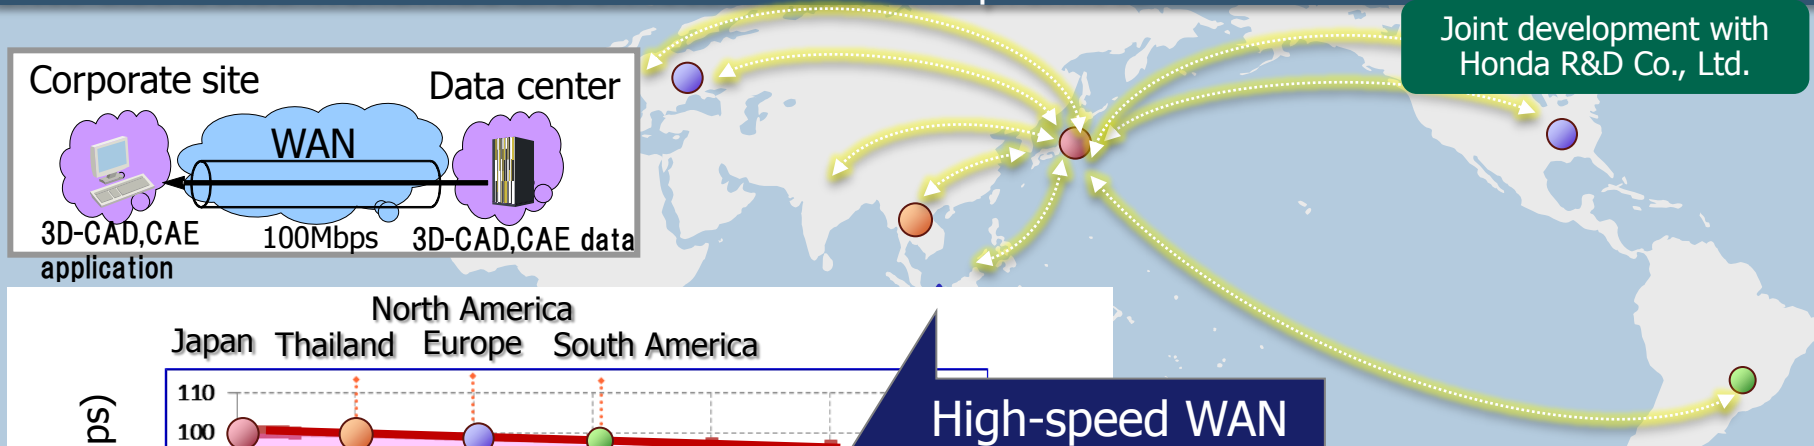 Joint development with
Honda R&D Co., Ltd.
Corporate site
Data center
WAN
3D-CAD,CAE
application
100Mbps
3D-CAD,CAE data
North America
Japan Thailand Europe South America
110
100
High-speed WAN